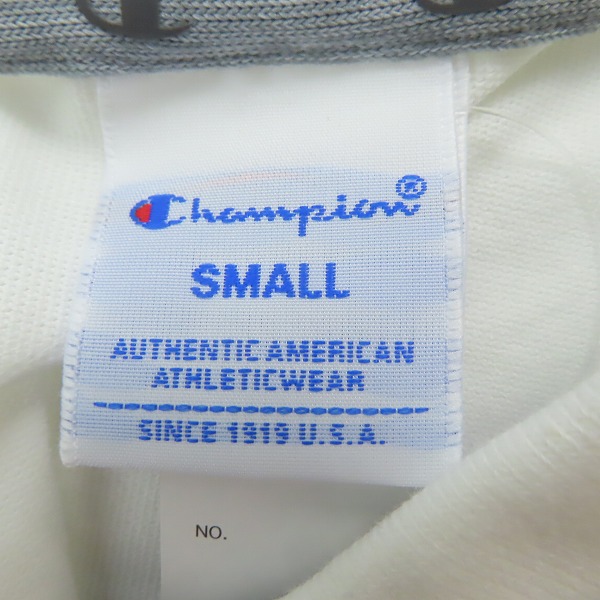 Champion®
SMALL
AUTHENTIC AMERICAN
ATHLETICWEAR
SINCE 1919 U.S.A.
NO.